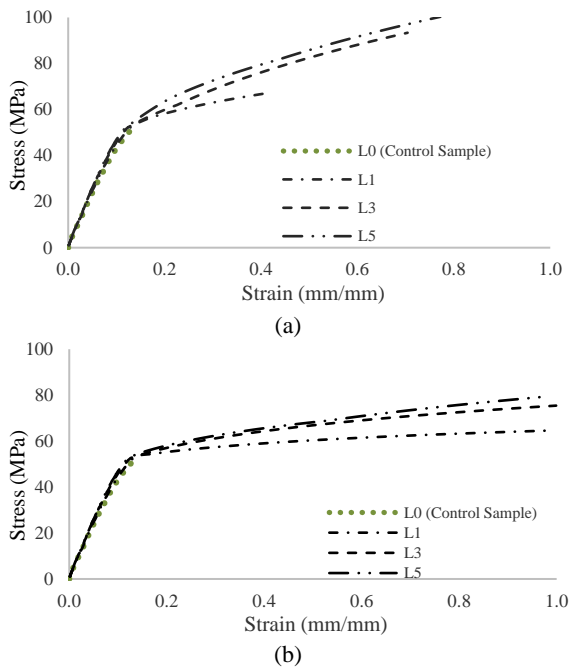 100
80
60
40
20
0
Stress (MPa)
L0 (Control Sample)
L1
L3
L5
0.0 0.2 0.4 0.6 0.8 1.0
Strain (mm/mm)
(a)
100
80
60
40
20
0
Stress (MPa)
L0 (Control Sample)
L1
L3
L5
0.0 0.2 0.4 0.6 0.8 1.0
Strain (mm/mm)
(b)